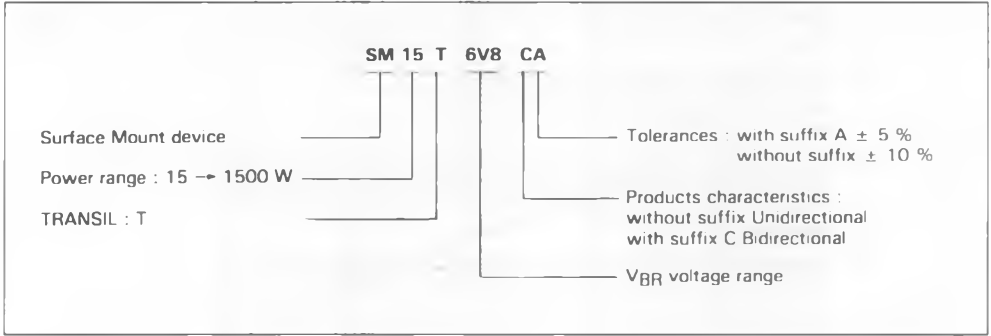 SM 15 T 6V8 CA
Surface Mount device
Power range : 15 → 1500 W
TRANSIL : T
Tolerances : with suffix A ± 5 %
without suffix ± 10 %
Products characteristics :
without suffix Unidirectional
with suffix C Bidirectional
VBR voltage range